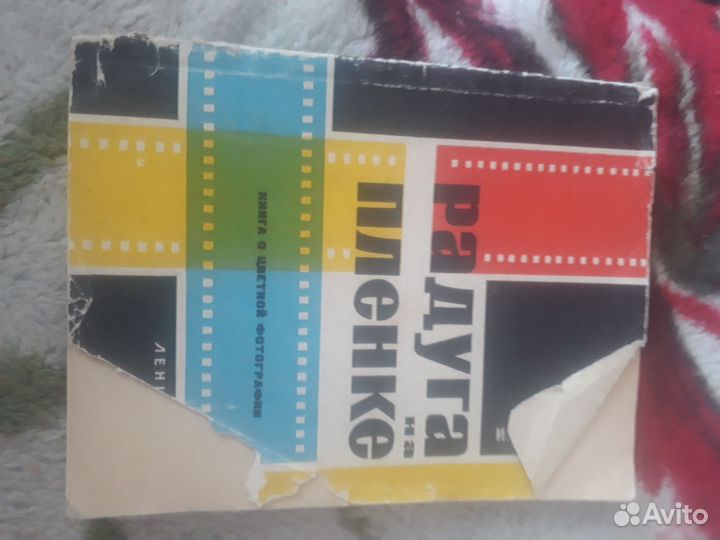 радуга
на
пленке
КНИГА О ЦВЕТНОЙ ФОТОГРАФИИ
ЛЕН
Avito